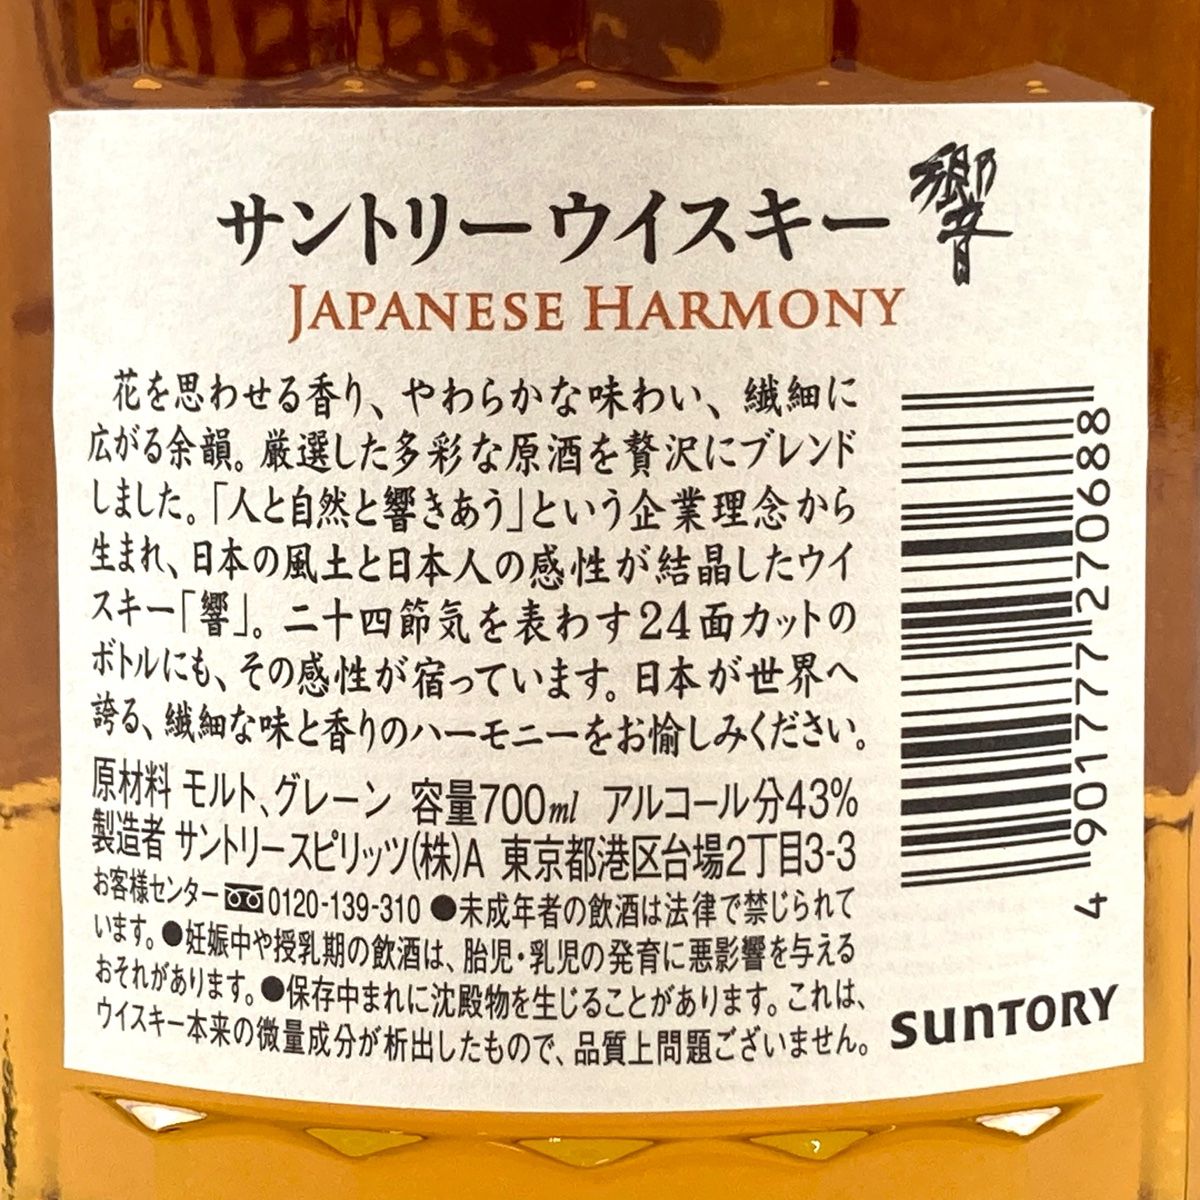 サントリーウイスキー 響
JAPANESE HARMONY
花を思わせる香り、やわらかな味わい、繊細に
広がる余韻。厳選した多彩な原酒を贅沢にブレンド
しました。「人と自然と響きあう」という企業理念から
生まれ、日本の風土と日本人の感性が結晶したウイ
スキー「響」。二十四節気を表わす24面カットの
ボトルにも、その感性が宿っています。日本が世界へ
誇る、繊細な味と香りのハーモニーをお愉しみください。
原材料 モルト、グレーン 容量700ml アルコール分43%
製造者 サントリースピリッツ(株)A 東京都港区台場2丁目3-3
お客様センター 0120-139-310 ●未成年者の飲酒は法律で禁じられて
います。●妊娠中や授乳期の飲酒は、胎児・乳児の発育に悪影響を与える
おそれがあります。●保存中まれに沈殿物を生じることがあります。これは、
ウイスキー本来の微量成分が析出したもので、品質上問題ございません。
4 901777 270688
SUNTORY